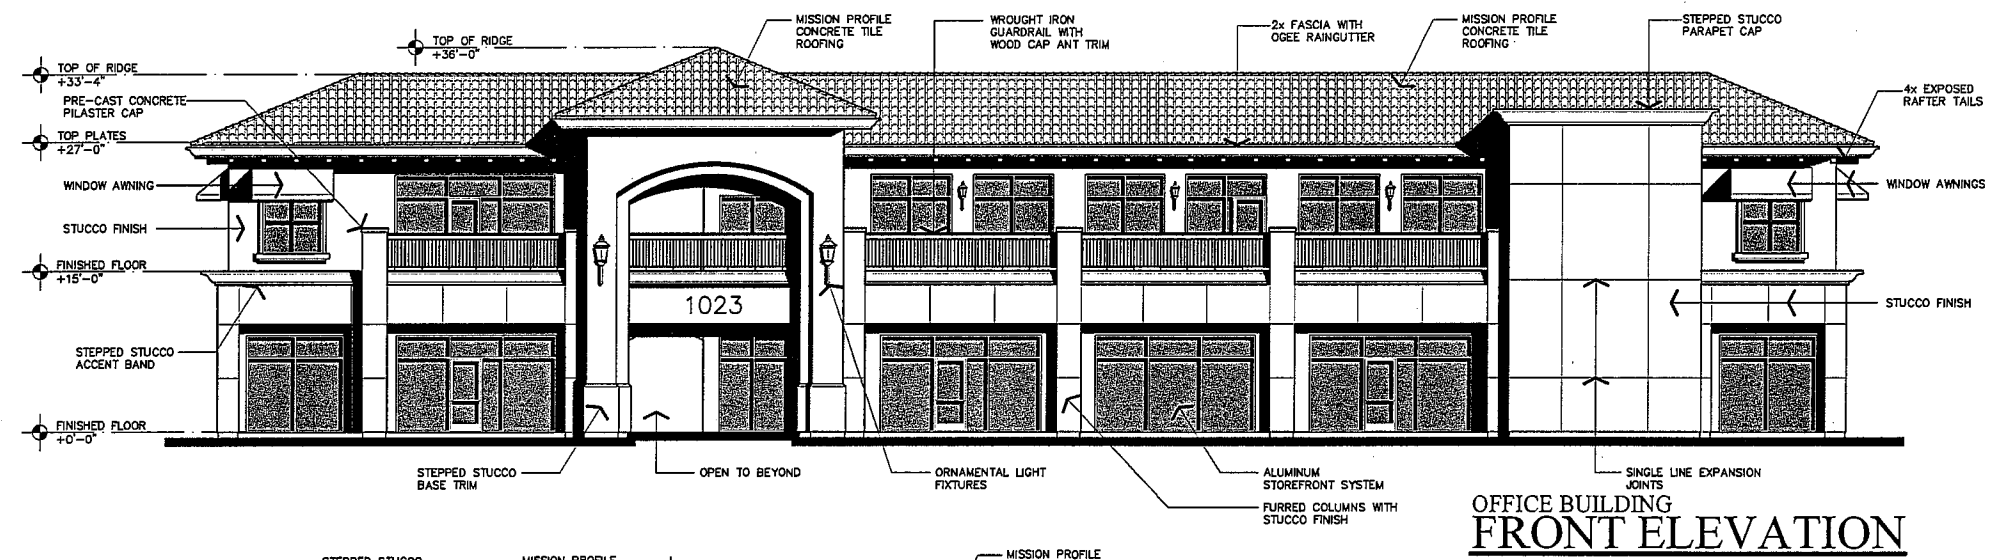 MISSION PROFILE
CONCRETE TILE
ROOFING
WROUGHT IRON
GUARDRAIL WITH
WOOD CAP ANT TRIM
2x FASCIA WITH
OGEE RAINGUTTER
MISSION PROFILE
CONCRETE TILE
ROOFING
STEPPED STUCCO
PARAPET CAP
TOP OF RIDGE
+36'-0"
TOP OF RIDGE
+33'-4"
PRE-CAST CONCRETE
PILASTER CAP
4x EXPOSED
RAFTER TAILS
TOP PLATES
+27'-0"
WINDOW AWNING
WINDOW AWNINGS
STUCCO FINISH
FINISHED FLOOR
+15'-0"
1023
STUCCO FINISH
STEPPED STUCCO
ACCENT BAND
FINISHED FLOOR
+0'-0"
STEPPED STUCCO
BASE TRIM
OPEN TO BEYOND
ORNAMENTAL LIGHT
FIXTURES
ALUMINUM
STOREFRONT SYSTEM
FURRED COLUMNS WITH
STUCCO FINISH
SINGLE LINE EXPANSION
JOINTS
OFFICE BUILDING
FRONT ELEVATION
STEPPED STUCCO
MISSION PROFILE
MISSION PROFILE